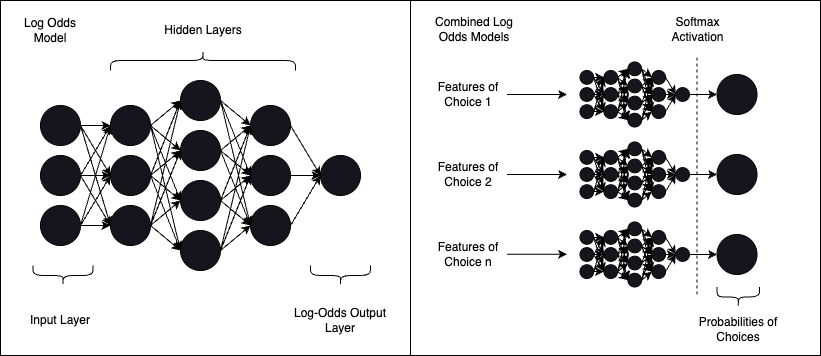 Log Odds
Model
Hidden Layers
Input Layer
Log-Odds Output
Layer
Combined Log
Odds Models
Softmax
Activation
Features of
Choice 1
Features of
Choice 2
Features of
Choice n
Probabilities of
Choices